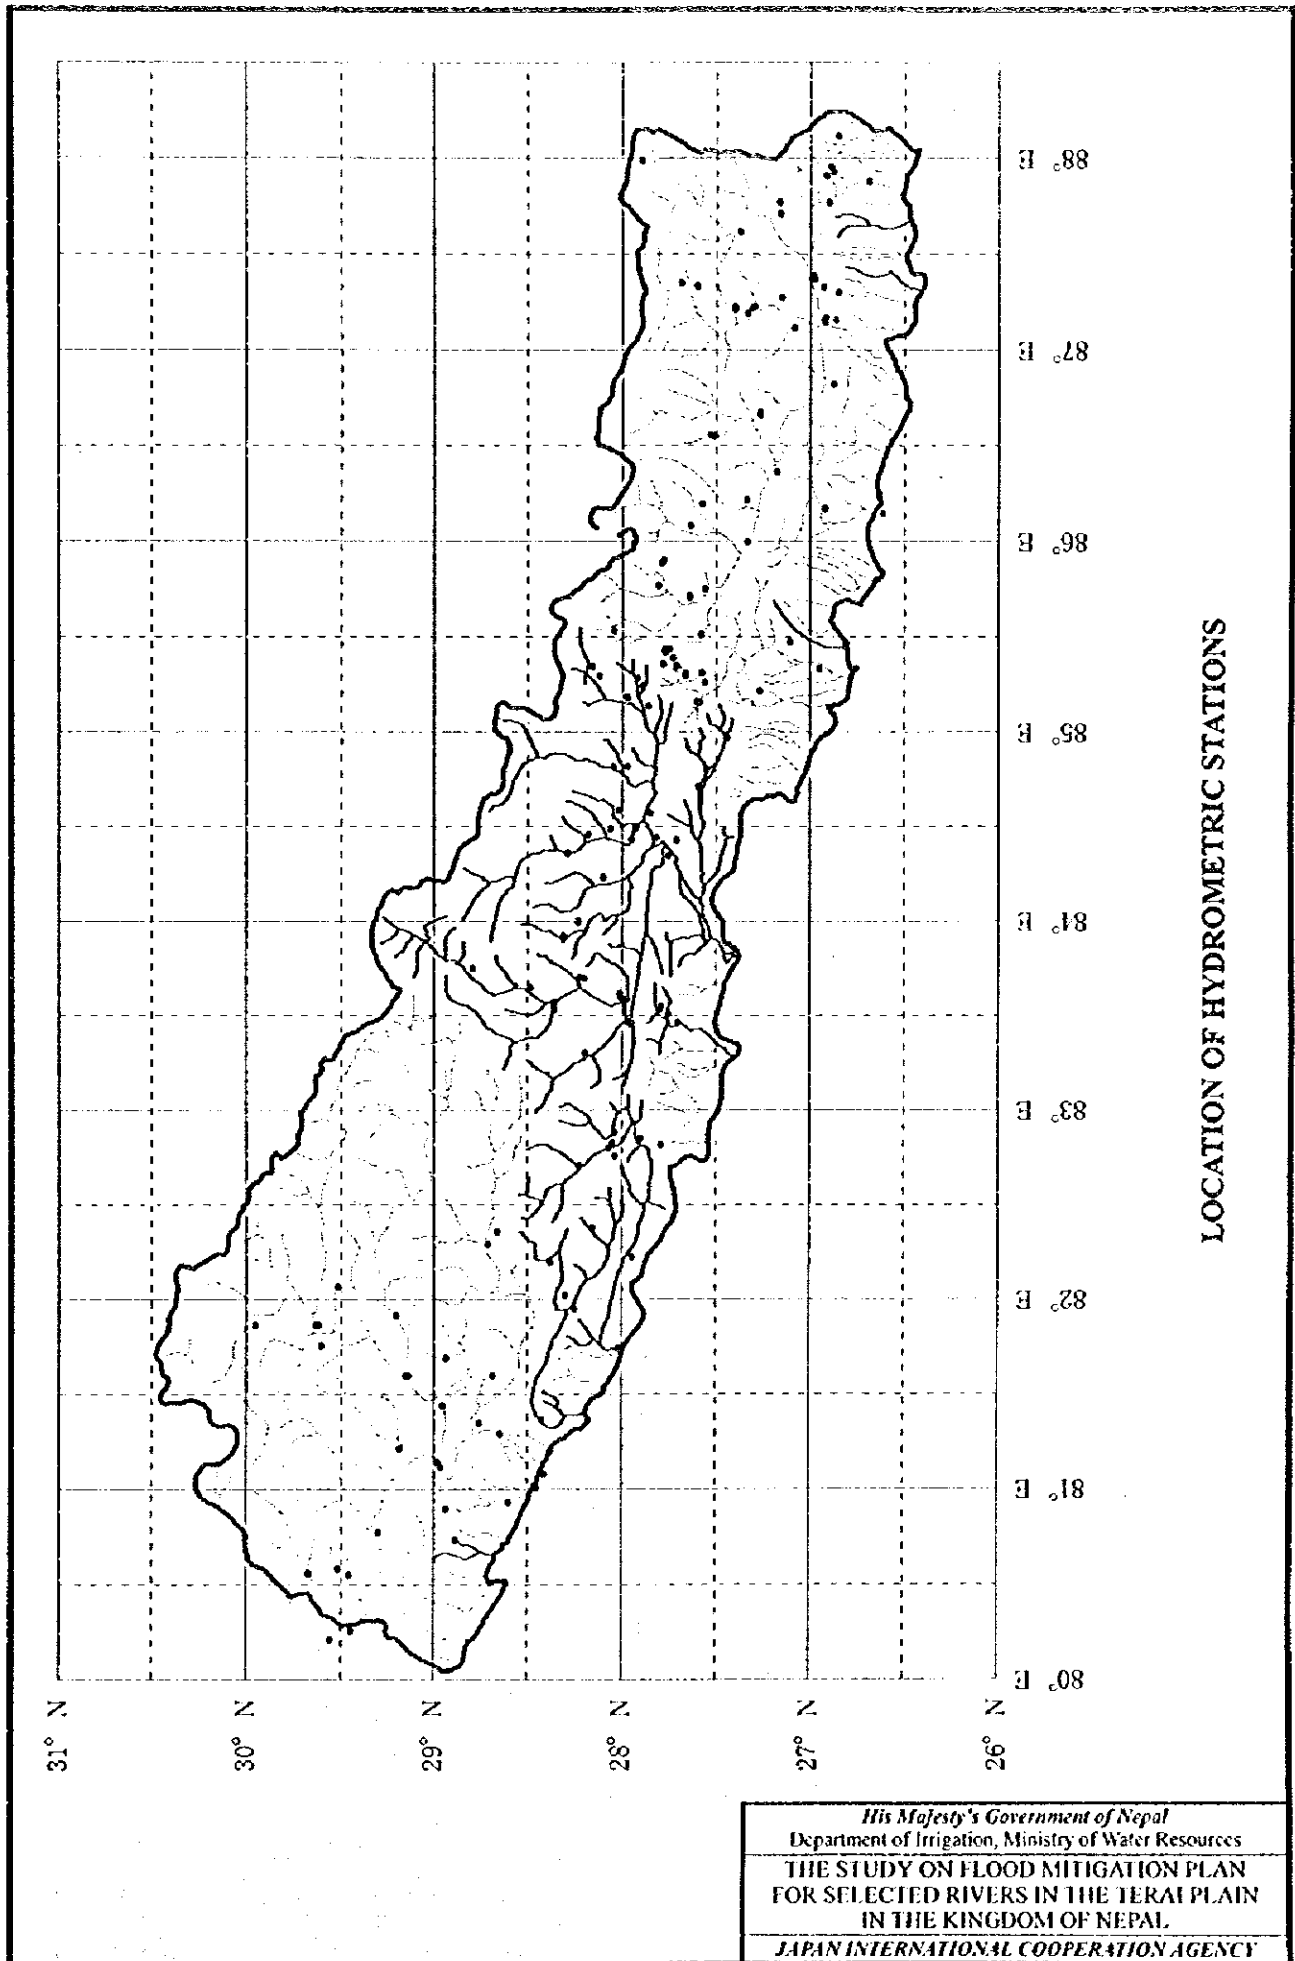 88° E
87° E
86° E
85° E
84° E
83° E
82° E
81° E
80° E
31° N
30° N
29° N
28° N
27° N
26° N
LOCATION OF HYDROMETRIC STATIONS
His Majesty's Government of Nepal
Department of Irrigation, Ministry of Water Resources
THE STUDY ON FLOOD MITIGATION PLAN
FOR SELECTED RIVERS IN THE TERAI PLAIN
IN THE KINGDOM OF NEPAL
JAPAN INTERNATIONAL COOPERATION AGENCY